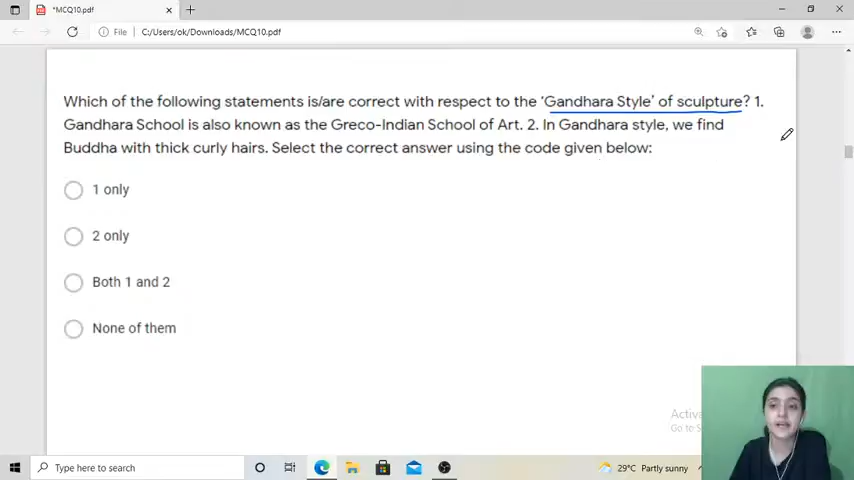 *MCQ10.pdf
File
C:/Users/ok/Downloads/MCQ10.pdf
Which of the following statements is/are correct with respect to the 'Gandhara Style' of sculpture? 1.
Gandhara School is also known as the Greco-Indian School of Art. 2. In Gandhara style, we find
Buddha with thick curly hairs. Select the correct answer using the code given below:
1 only
2 only
Both 1 and 2
None of them
Activa
Go to S
Type here to search
29°C Partly sunny